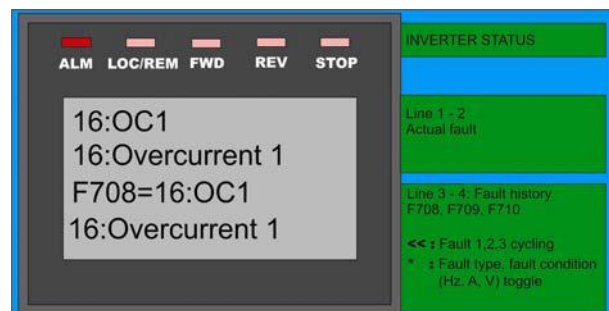 ALM LOC/REM FWD REV STOP
16:OC1
16:Overcurrent 1
F708=16:OC1
16:Overcurrent 1
INVERTER STATUS
Line 1 - 2
Actual fault
Line 3 - 4: Fault history
F708, F709, F710
<< : Fault 1,2,3 cycling
* : Fault type, fault condition
(Hz. A, V) toggle